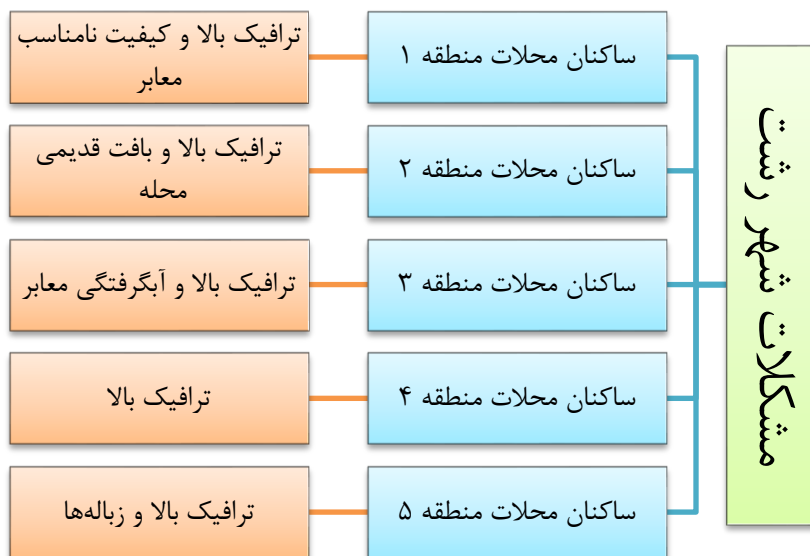 مشکلات شهر رشت
ساکنان محلات منطقه ۱
ترافیک بالا و کیفیت نامناسب
معابر
ساکنان محلات منطقه ۲
ترافیک بالا و بافت قدیمی
محله
ساکنان محلات منطقه ۳
ترافیک بالا و آبگرفتگی معابر
ساکنان محلات منطقه ۴
ترافیک بالا
ساکنان محلات منطقه ۵
ترافیک بالا و زباله‌ها